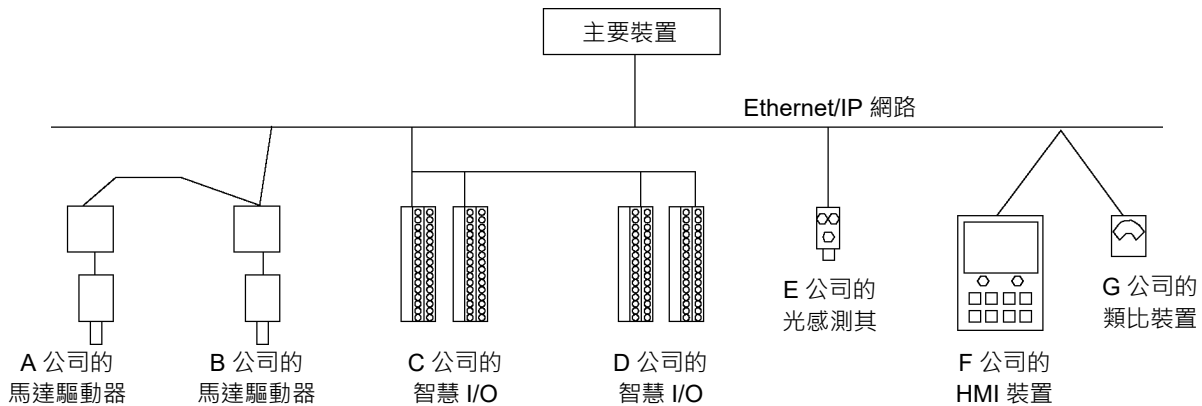 主要裝置
Ethernet/IP 網路
A 公司的
馬達驅動器
B 公司的
馬達驅動器
C 公司的
智慧 I/O
D 公司的
智慧 I/O
E 公司的
光感測其
F 公司的
HMI 裝置
G 公司的
類比裝置